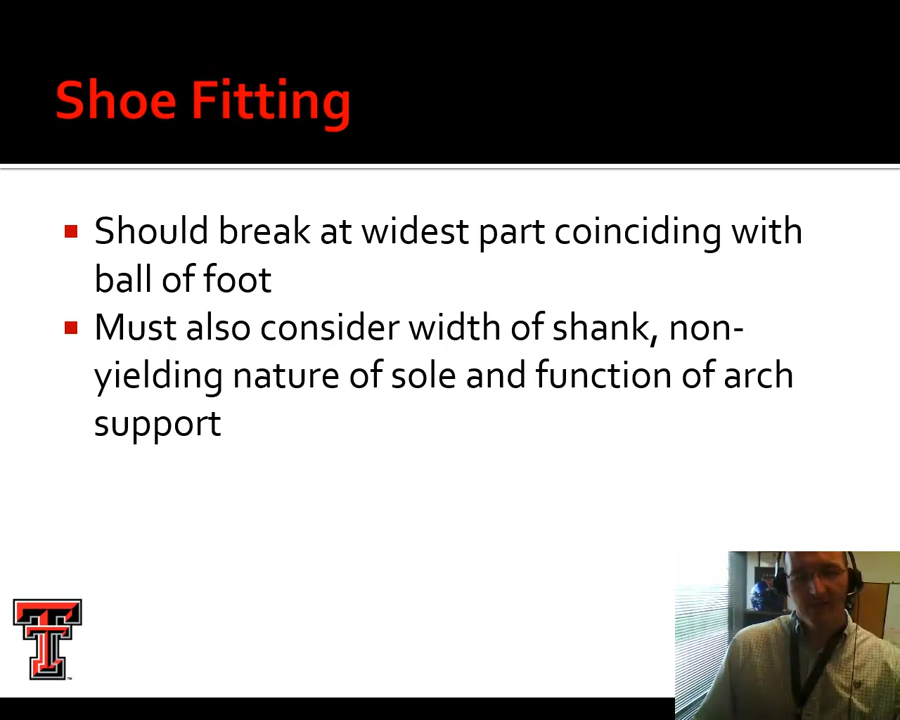 Shoe Fitting
Should break at widest part coinciding with
ball of foot
Must also consider width of shank, non-
yielding nature of sole and function of arch
support